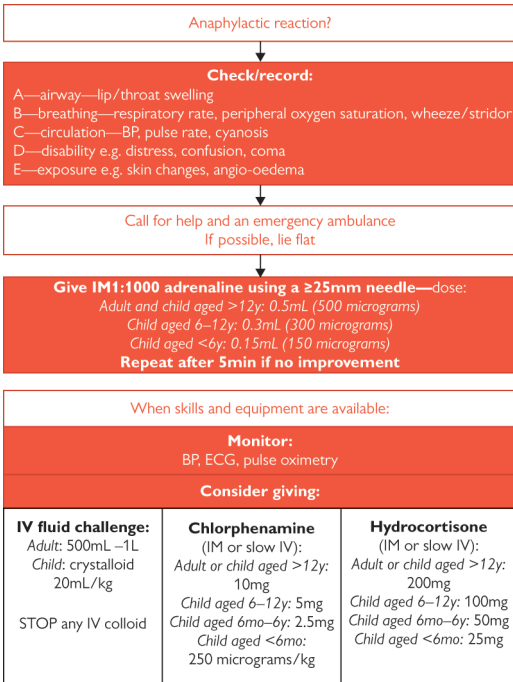 Anaphylactic reaction?
Check/record:
A—airway—lip/throat swelling
B—breathing—respiratory rate, peripheral oxygen saturation, wheeze/stridor
C—circulation—BP, pulse rate, cyanosis
D—disability e.g. distress, confusion, coma
E—exposure e.g. skin changes, angio-oedema
Call for help and an emergency ambulance
If possible, lie flat
Give IM1:1000 adrenaline using a ≥25mm needle—dose:
Adult and child aged >12y: 0.5mL (500 micrograms)
Child aged 6–12y: 0.3mL (300 micrograms)
Child aged <6y: 0.15mL (150 micrograms)
Repeat after 5min if no improvement
When skills and equipment are available:
Monitor:
BP, ECG, pulse oximetry
Consider giving:
IV fluid challenge:
Adult: 500mL –1L
Child: crystalloid
20mL/kg
STOP any IV colloid
Chlorphenamine
(IM or slow IV):
Adult or child aged >12y:
10mg
Child aged 6–12y: 5mg
Child aged 6mo–6y: 2.5mg
Child aged <6mo:
250 micrograms/kg
Hydrocortisone
(IM or slow IV):
Adult or child aged >12y:
200mg
Child aged 6–12y: 100mg
Child aged 6mo–6y: 50mg
Child aged <6mo: 25mg